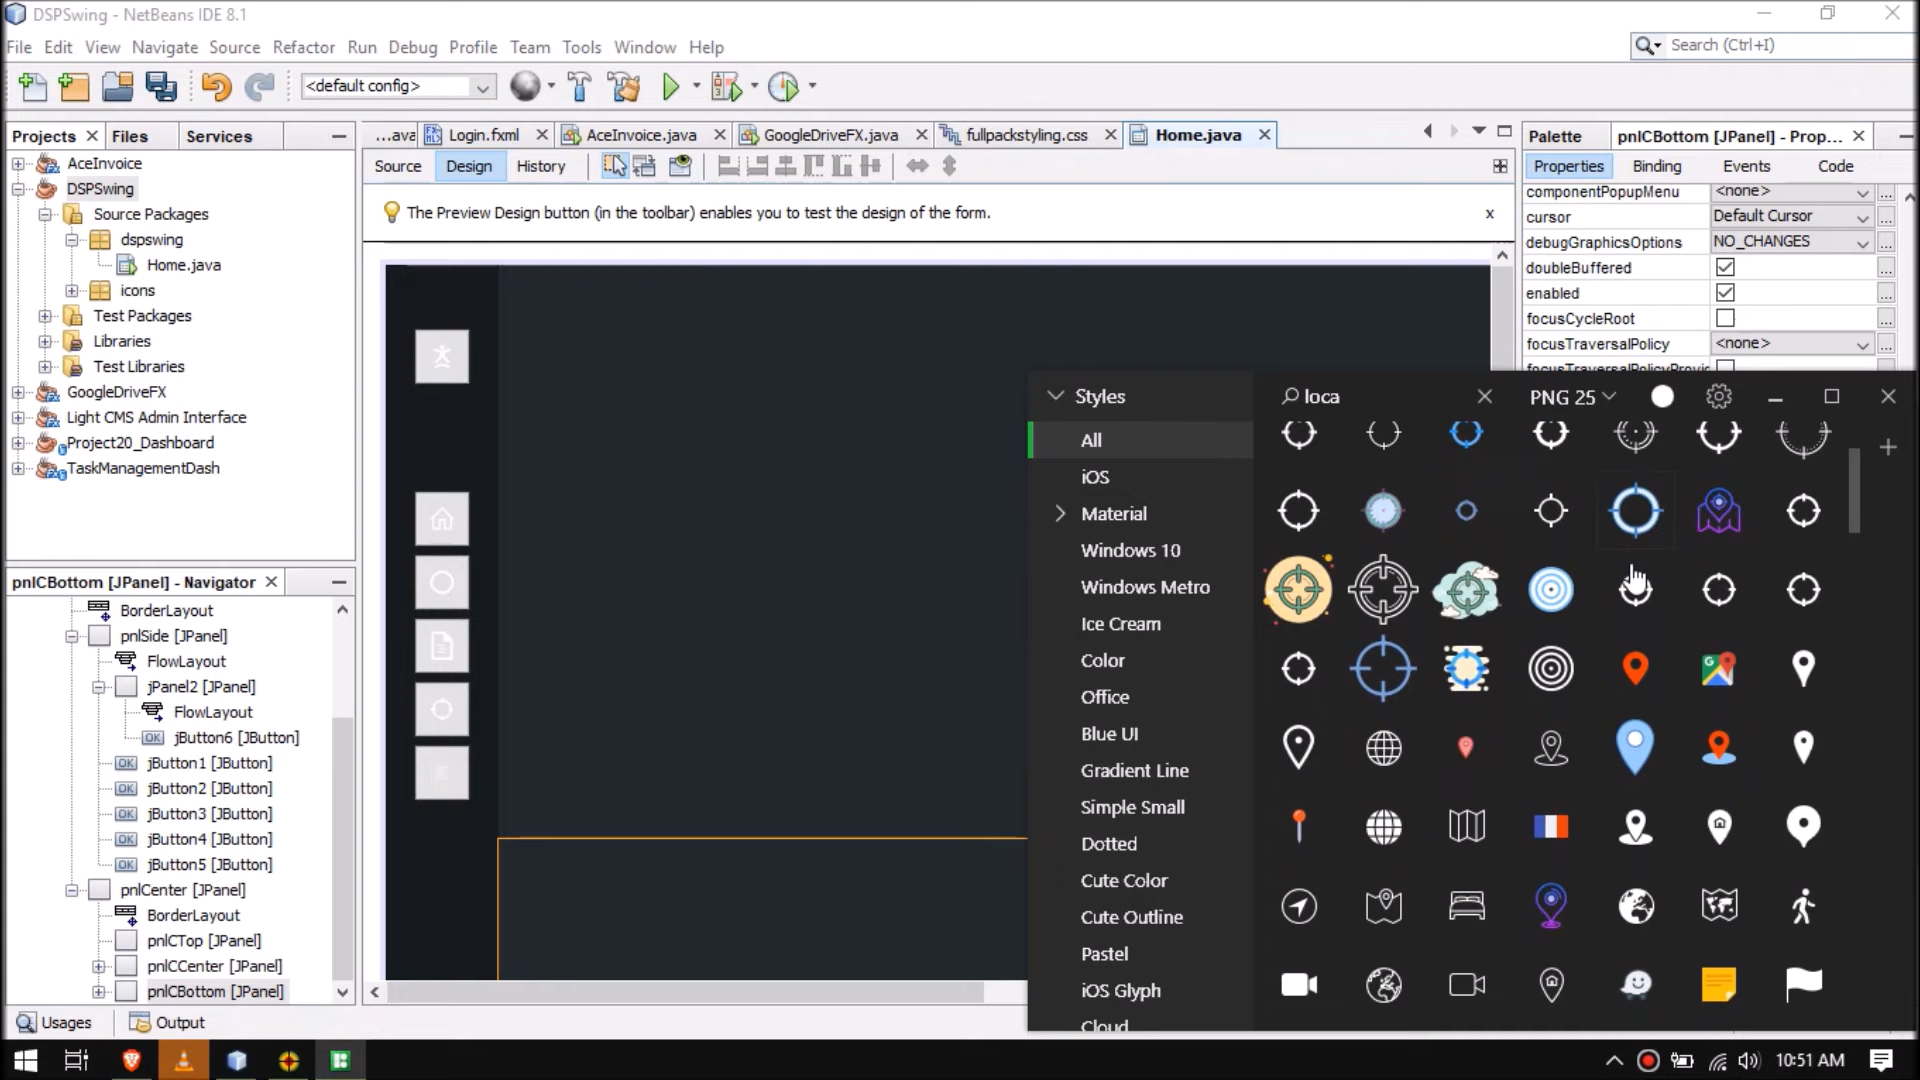 DSPSwing - NetBeans IDE 8.1
File Edit View Navigate Source Refactor Run Debug Profile Team Tools Window Help
Search (Ctrl+I)
<default config>
Projects Files Services
...ava Login.fxml AceInvoice.java GoogleDriveFX.java fullpackstyling.css Home.java
Palette pnlCBottom [JPanel] - Prop...
Source Design History
Properties Binding Events Code
The Preview Design button (in the toolbar) enables you to test the design of the form.
x
AceInvoice
DSPSwing
Source Packages
dspswing
Home.java
icons
Test Packages
Libraries
Test Libraries
GoogleDriveFX
Light CMS Admin Interface
Project20_Dashboard
TaskManagementDash
componentPopupMenu <none> ...
cursor Default Cursor ...
debugGraphicsOptions NO_CHANGES ...
doubleBuffered ...
enabled ...
focusCycleRoot ...
focusTraversalPolicy <none> ...
Styles
All
iOS
Material
Windows 10
Windows Metro
Ice Cream
Color
Office
Blue UI
Gradient Line
Simple Small
Dotted
Cute Color
Cute Outline
Pastel
iOS Glyph
Cloud
loca
PNG 25
pnlCBottom [JPanel] - Navigator
BorderLayout
pnlSide [JPanel]
FlowLayout
jPanel2 [JPanel]
FlowLayout
OK jButton6 [JButton]
OK jButton1 [JButton]
OK jButton2 [JButton]
OK jButton3 [JButton]
OK jButton4 [JButton]
OK jButton5 [JButton]
pnlCenter [JPanel]
BorderLayout
pnlCTop [JPanel]
pnlCCenter [JPanel]
pnlCBottom [JPanel]
Usages Output
10:51 AM